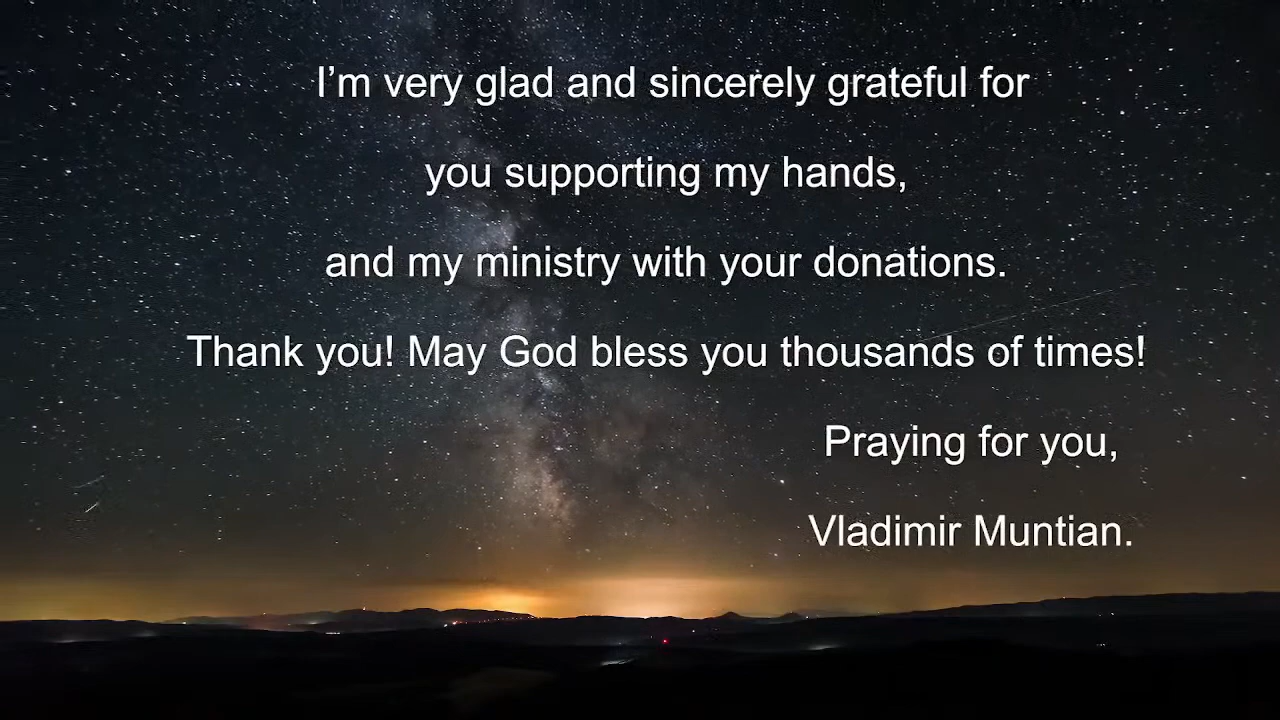 I’m very glad and sincerely grateful for
you supporting my hands,
and my ministry with your donations.
Thank you! May God bless you thousands of times!
Praying for you,
Vladimir Muntian.